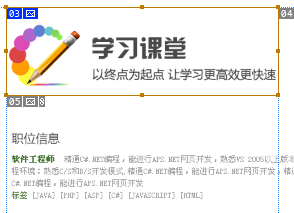 03
04
学习课堂
以终点为起点 让学习更高效更快速
05 8
职位信息
软件工程师 精通C#.NET编程，能进行APS.NET网页开发，熟悉VS 2005以上版本
程环境；熟悉C/S和B/S开发模式,精通C#.NET编程，能进行APS.NET网页开发，精通
C#.NET编程，能进行APS.NET网页开发
标签 [JAVA] [PHP] [ASP] [C#] [JAVASCRIPT] [HTML]